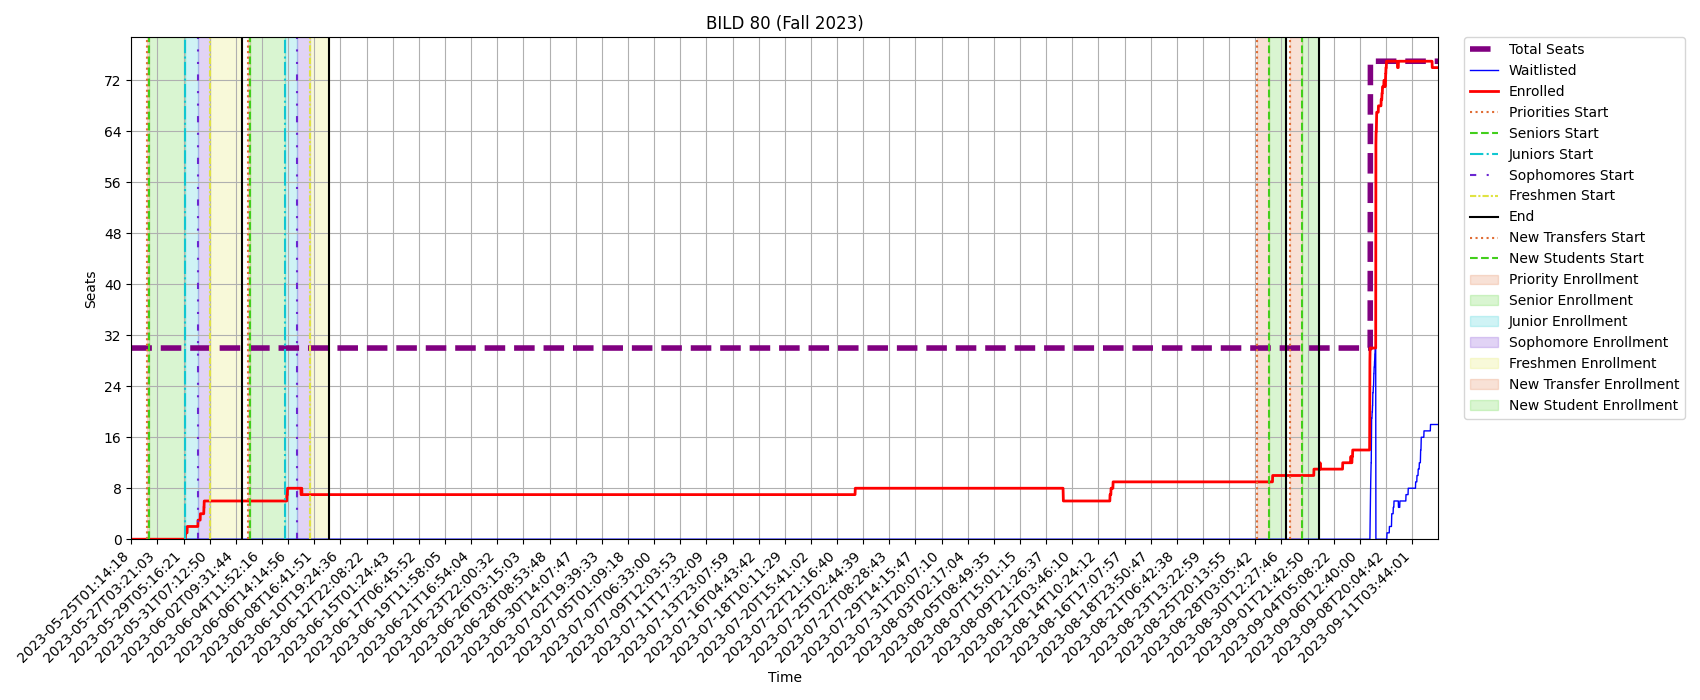 BILD 80 (Fall 2023)
Seats
72
64
56
48
40
32
24
16
8
0
2023-05-25T01:14:18
2023-05-27T03:21:03
2023-05-29T05:16:21
2023-05-31T07:12:50
2023-06-02T09:31:44
2023-06-04T11:52:16
2023-06-06T14:14:56
2023-06-08T16:41:51
2023-06-10T19:24:36
2023-06-12T22:08:22
2023-06-15T01:24:43
2023-06-17T06:45:52
2023-06-19T11:58:05
2023-06-21T16:54:04
2023-06-23T22:00:32
2023-06-26T03:15:03
2023-06-28T08:53:48
2023-06-30T14:07:47
2023-07-02T19:39:33
2023-07-05T01:09:18
2023-07-07T06:33:00
2023-07-09T12:03:53
2023-07-11T17:32:09
2023-07-13T23:07:59
2023-07-16T04:43:42
2023-07-18T10:11:29
2023-07-20T15:41:02
2023-07-22T21:16:40
2023-07-25T02:44:39
2023-07-27T08:28:43
2023-07-29T14:15:47
2023-07-31T20:07:10
2023-08-03T02:17:04
2023-08-05T08:49:35
2023-08-07T15:01:15
2023-08-09T21:26:37
2023-08-12T03:46:10
2023-08-14T10:24:12
2023-08-16T17:07:57
2023-08-18T23:50:47
2023-08-21T06:42:38
2023-08-23T13:22:59
2023-08-25T20:13:55
2023-08-28T03:05:42
2023-08-30T12:27:46
2023-09-01T21:42:50
2023-09-04T05:08:22
2023-09-06T12:40:00
2023-09-08T20:04:42
2023-09-11T03:44:01
Time
Total Seats
Waitlisted
Enrolled
Priorities Start
Seniors Start
Juniors Start
Sophomores Start
Freshmen Start
End
New Transfers Start
New Students Start
Priority Enrollment
Senior Enrollment
Junior Enrollment
Sophomore Enrollment
Freshmen Enrollment
New Transfer Enrollment
New Student Enrollment